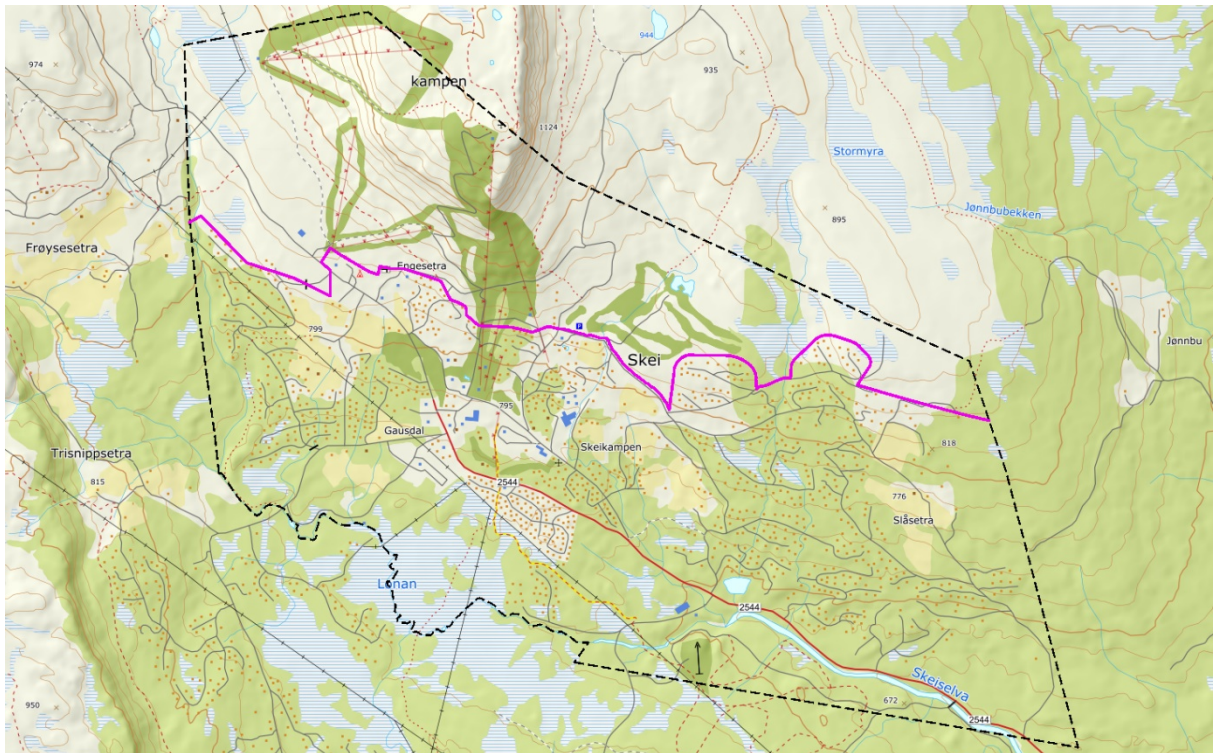 944
974
935
kampen
1124
Stormyra
Jønnbubekken
895
Frøysesetra
Engesetra
P
799
Jønnbu
Skei
795
Gausdal
818
Skeikampen
Trisnippsetra
815
2544
776
Slåsetra
Lonan
2544
Skeiselva
672
950
2544